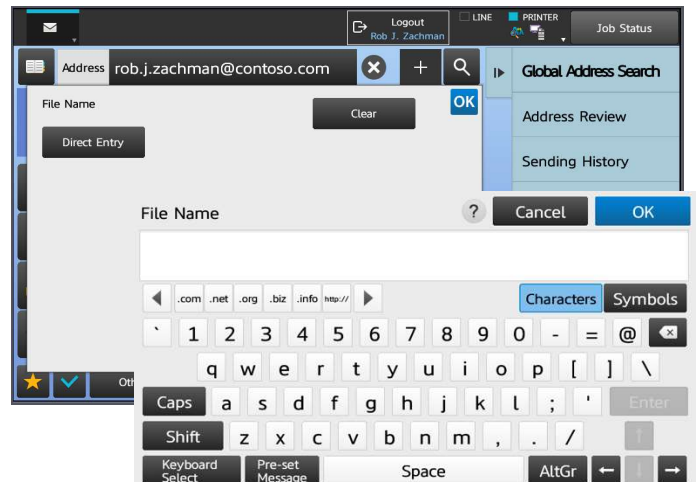 Logout
Rob J. Zachman
LINE
PRINTER
Job Status
Address rob.j.zachman@contoso.com
Global Address Search
File Name
Clear
OK
Address Review
Direct Entry
Sending History
File Name
? Cancel OK
.com .net .org .biz .info http://
Characters Symbols
` 1 2 3 4 5 6 7 8 9 0 - = @
q w e r t y u i o p [ ] \
Caps a s d f g h j k l ; ' Enter
Shift z x c v b n m , . / ↑
Keyboard Select Pre-set Message Space AltGr ← ↓ →